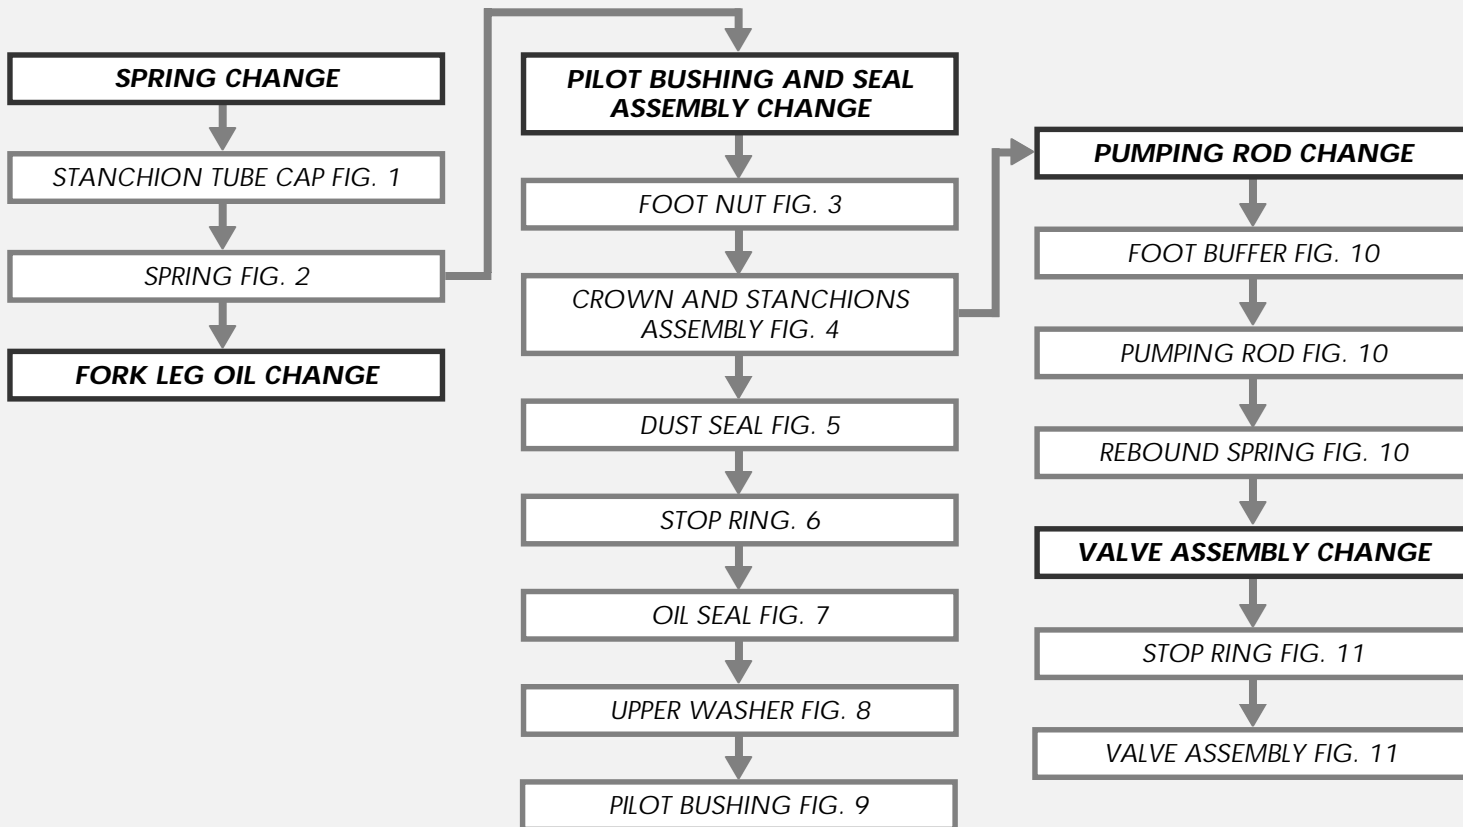 SPRING CHANGE
STANCHION TUBE CAP FIG. 1
SPRING FIG. 2
FORK LEG OIL CHANGE
PILOT BUSHING AND SEAL
ASSEMBLY CHANGE
FOOT NUT FIG. 3
CROWN AND STANCHIONS
ASSEMBLY FIG. 4
DUST SEAL FIG. 5
STOP RING. 6
OIL SEAL FIG. 7
UPPER WASHER FIG. 8
PILOT BUSHING FIG. 9
PUMPING ROD CHANGE
FOOT BUFFER FIG. 10
PUMPING ROD FIG. 10
REBOUND SPRING FIG. 10
VALVE ASSEMBLY CHANGE
STOP RING FIG. 11
VALVE ASSEMBLY FIG. 11